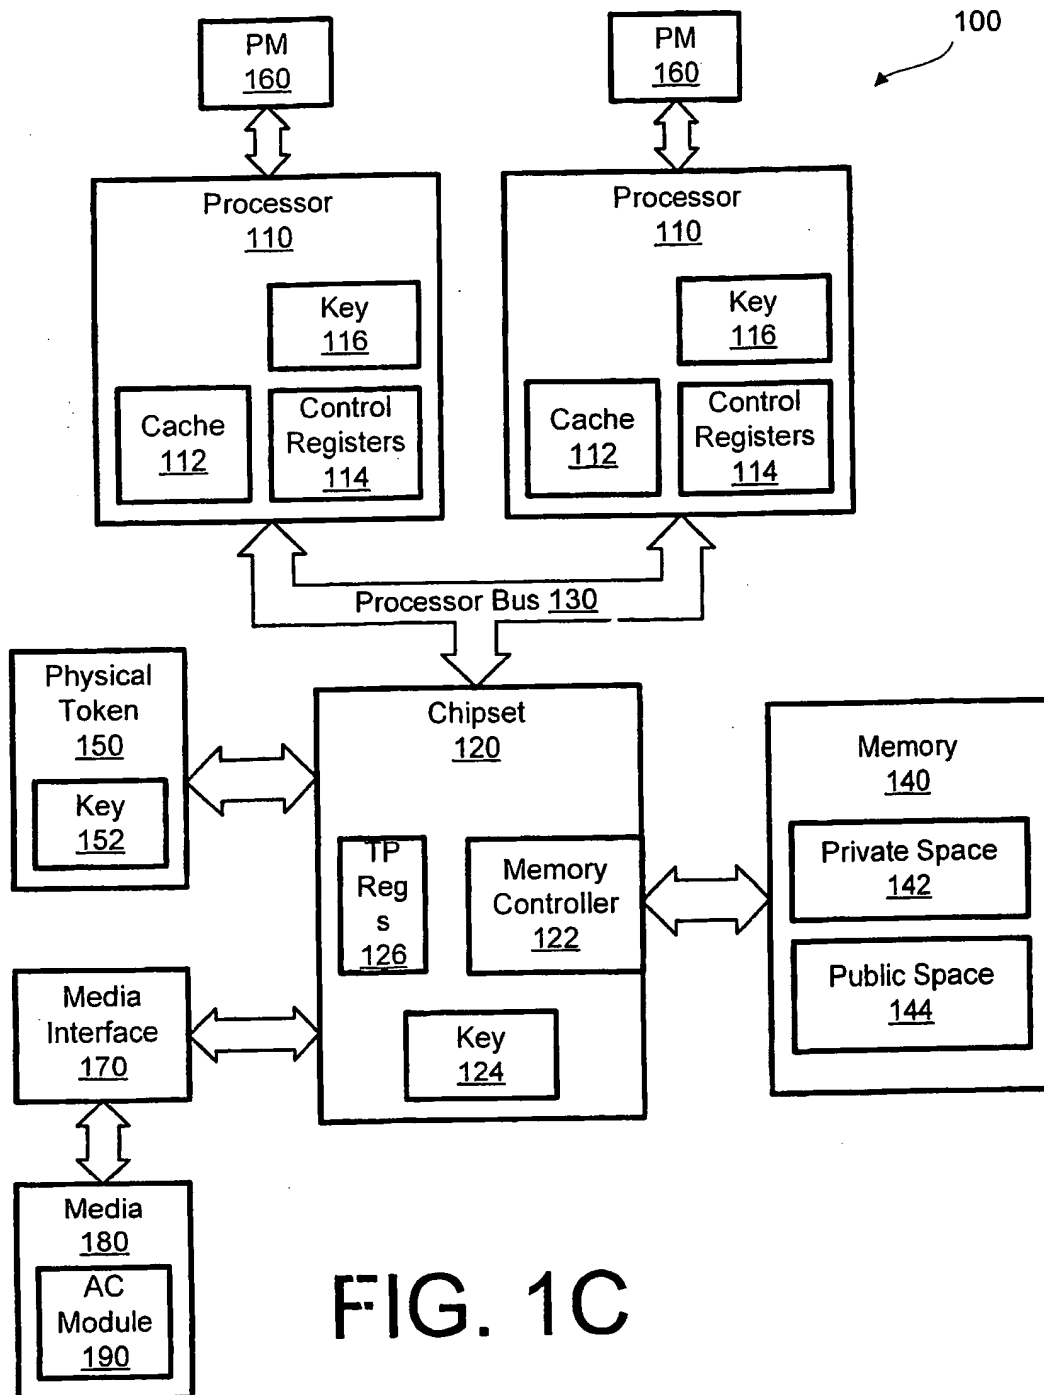 100
PM
160
PM
160
Processor
110
Key
116
Cache
112
Control
Registers
114
Processor
110
Key
116
Cache
112
Control
Registers
114
Processor Bus 130
Physical
Token
150
Key
152
Chipset
120
TP
Reg
s
126
Memory
Controller
122
Key
124
Memory
140
Private Space
142
Public Space
144
Media
Interface
170
Media
180
AC
Module
190
FIG. 1C